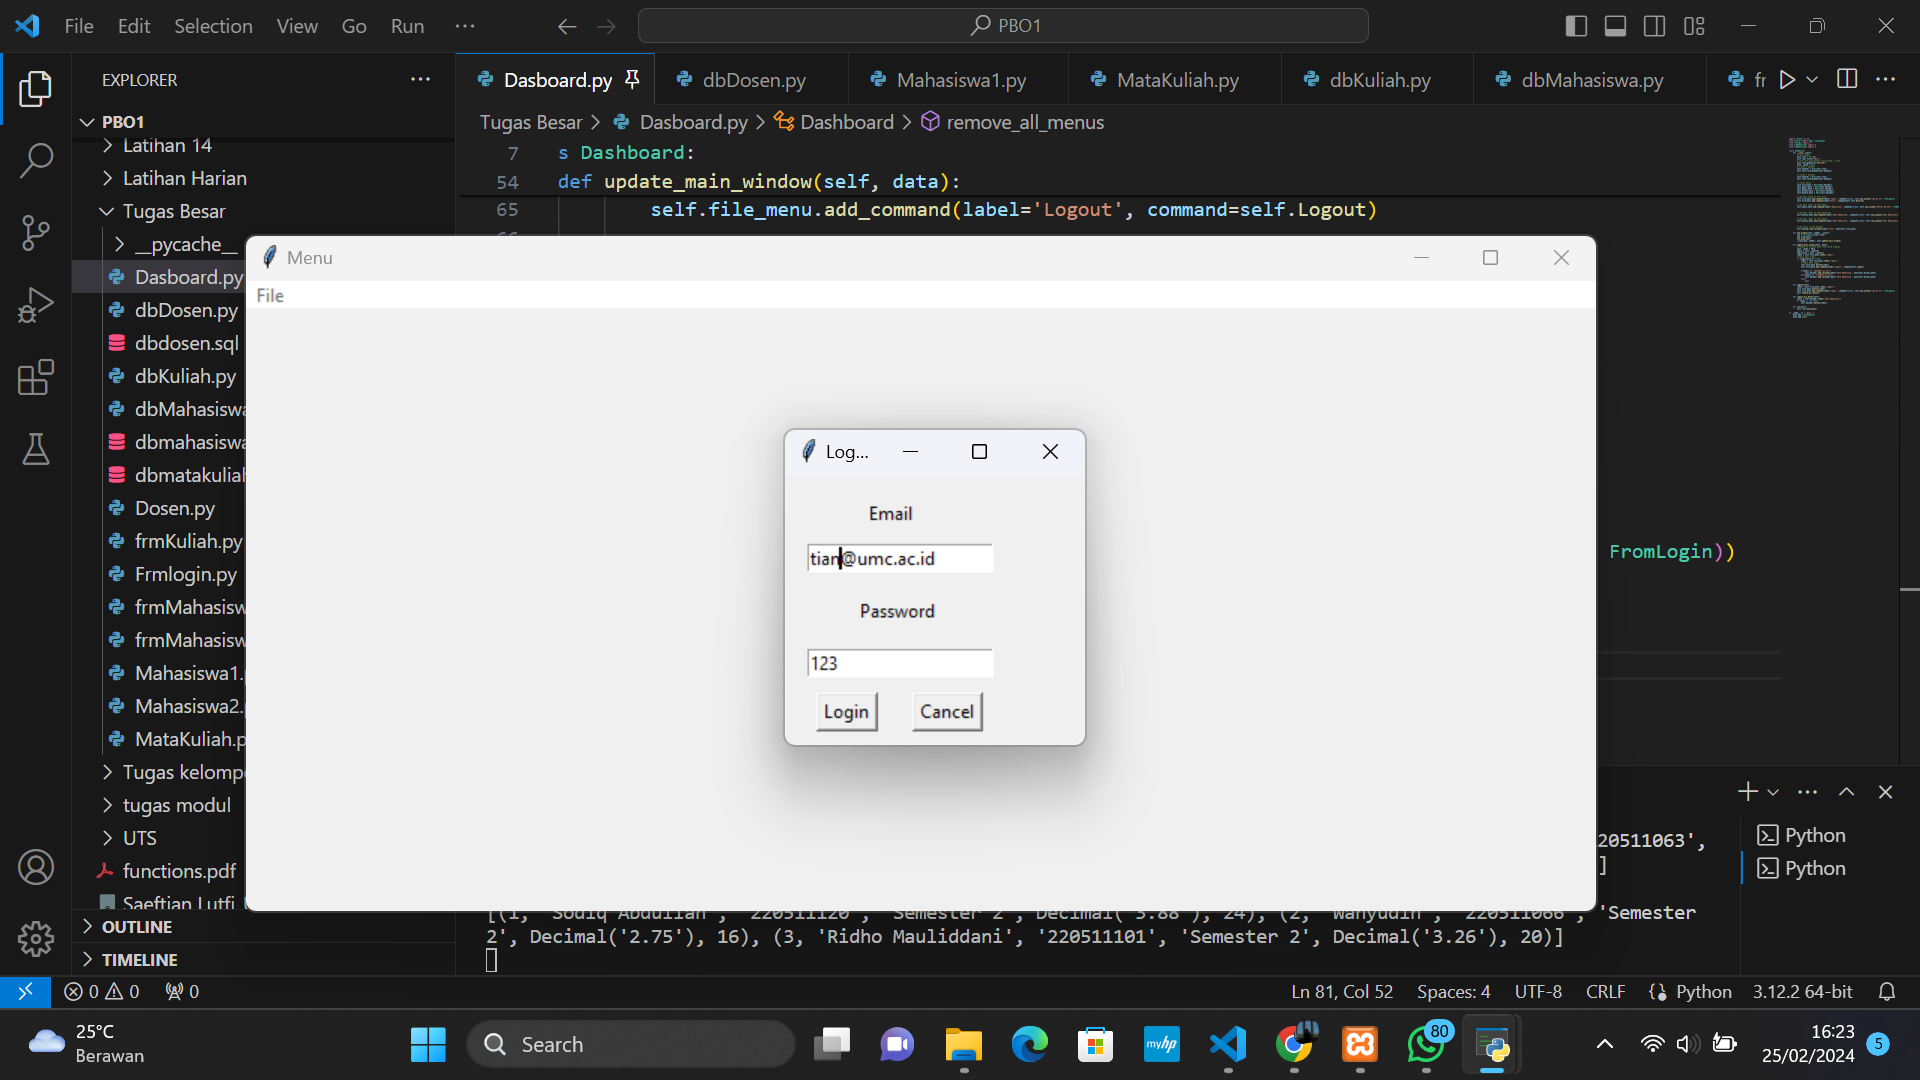 File Edit Selection View Go Run ...
PBO1
EXPLORER
Dasboard.py
dbDosen.py
Mahasiswa1.py
MataKuliah.py
dbKuliah.py
dbMahasiswa.py
fr
PBO1
Latihan 14
Latihan Harian
Tugas Besar
__pycache__
Dasboard.py
dbDosen.py
dbdosen.sql
dbKuliah.py
dbMahasiswa
dbmahasiswa
dbmatakuliah
Dosen.py
frmKuliah.py
Frmlogin.py
frmMahasisw
frmMahasisw
Mahasiswa1.
Mahasiswa2.
MataKuliah.p
Tugas kelomp
tugas modul
UTS
functions.pdf
Saeftian Lutfi
OUTLINE
TIMELINE
Tugas Besar > Dasboard.py > Dashboard > remove_all_menus
7 s Dashboard:
54 def update_main_window(self, data):
65 self.file_menu.add_command(label='Logout', command=self.Logout)
FromLogin))
Menu
File
Log...
Email
tian@umc.ac.id
Password
123
Login Cancel
20511063',
]
[(1, 'Sodiq Abdullah', '220511120', 'Semester 2', Decimal('3.88'), 24), (2, 'Wahyudin', '220511066', 'Semester
2', Decimal('2.75'), 16), (3, 'Ridho Mauliddani', '220511101', 'Semester 2', Decimal('3.26'), 20)]
Python
Python
0 0 0
Ln 81, Col 52 Spaces: 4 UTF-8 CRLF Python 3.12.2 64-bit
25°C
Berawan
Search
myhp
80
16:23
25/02/2024
5